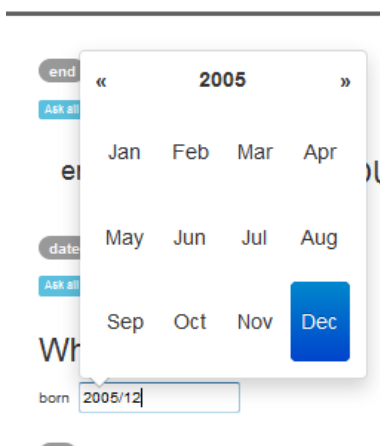 end
« 2005 »
Ask all
Jan Feb Mar Apr
date
May Jun Jul Aug
Ask all
Sep Oct Nov Dec
born 2005/12